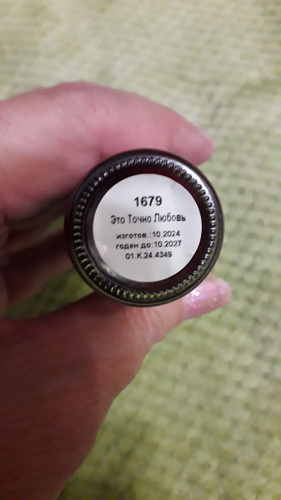 1679
Это Точно Любовь
изготов.:10.2024
годен до:10.2027
01.К.24.4349